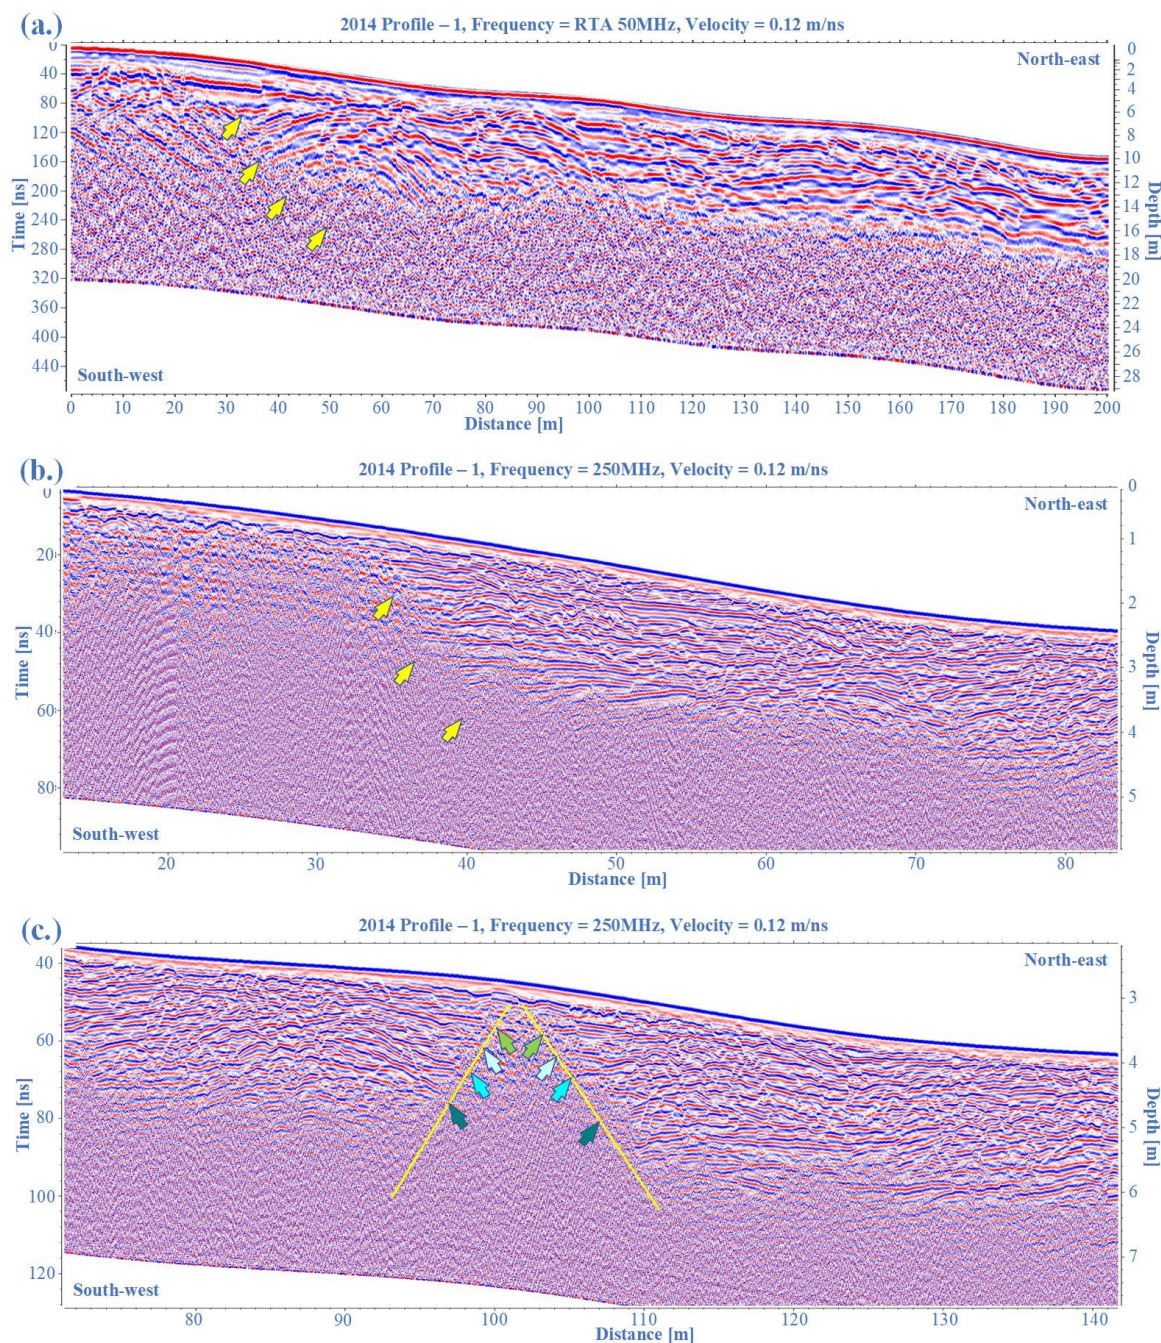 (a.)
2014 Profile – 1, Frequency = RTA 50MHz, Velocity = 0.12 m/ns
North-east
Time [ns]
0
40
80
120
160
200
240
280
320
360
400
440
Depth [m]
0
2
4
6
8
10
12
14
16
18
20
22
24
26
28
South-west
0 10 20 30 40 50 60 70 80 90 100 110 120 130 140 150 160 170 180 190 200
Distance [m]
(b.)
2014 Profile – 1, Frequency = 250MHz, Velocity = 0.12 m/ns
North-east
Time [ns]
0
20
40
60
80
Depth [m]
0
1
2
3
4
5
South-west
20 30 40 50 60 70 80
Distance [m]
(c.)
2014 Profile – 1, Frequency = 250MHz, Velocity = 0.12 m/ns
North-east
Time [ns]
40
60
80
100
120
Depth [m]
3
4
5
6
7
South-west
80 90 100 110 120 130 140
Distance [m]